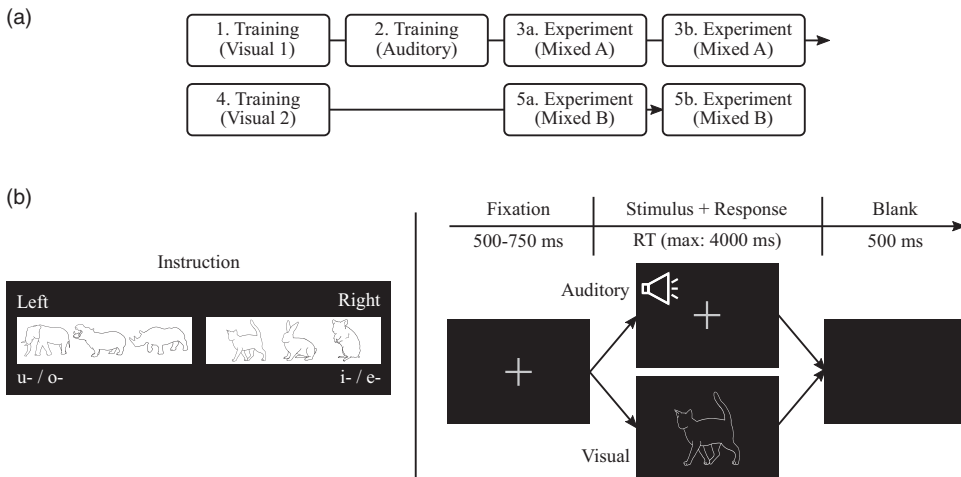 (a)
1. Training
(Visual 1)
2. Training
(Auditory)
3a. Experiment
(Mixed A)
3b. Experiment
(Mixed A)
4. Training
(Visual 2)
5a. Experiment
(Mixed B)
5b. Experiment
(Mixed B)
(b)
Instruction
Left
Right
u- / o-
i- / e-
Fixation
Stimulus + Response
Blank
500-750 ms
RT (max: 4000 ms)
500 ms
Auditory
Visual